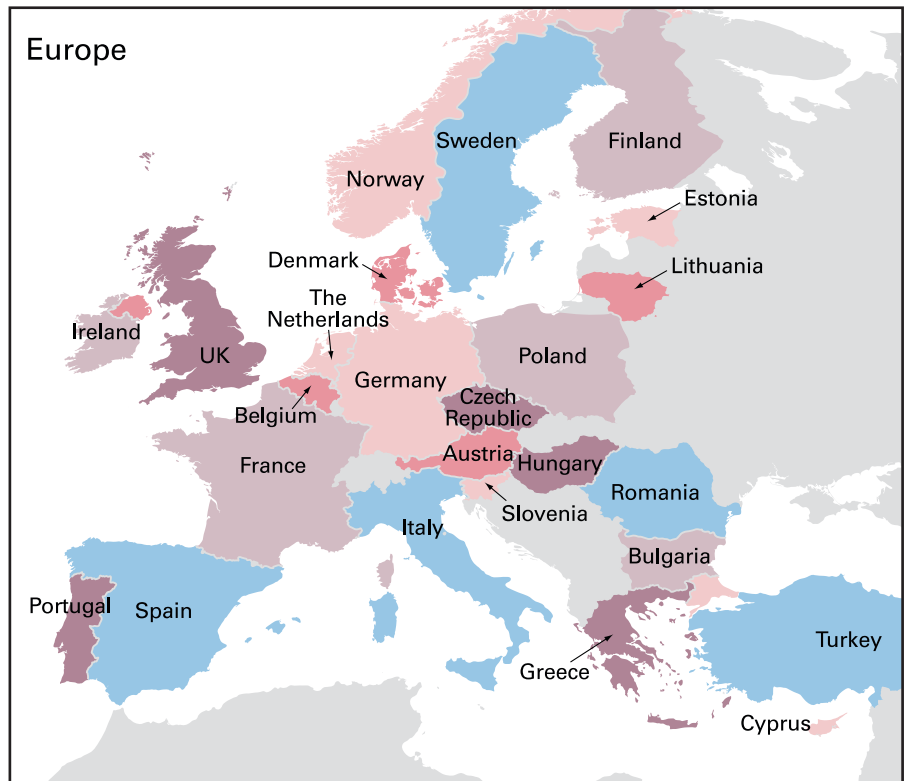 Europe
Sweden
Finland
Norway
Estonia
Denmark
Lithuania
The
Netherlands
Ireland
UK
Poland
Germany
Czech
Republic
Belgium
Austria
France
Hungary
Romania
Slovenia
Italy
Bulgaria
Portugal
Spain
Turkey
Greece
Cyprus